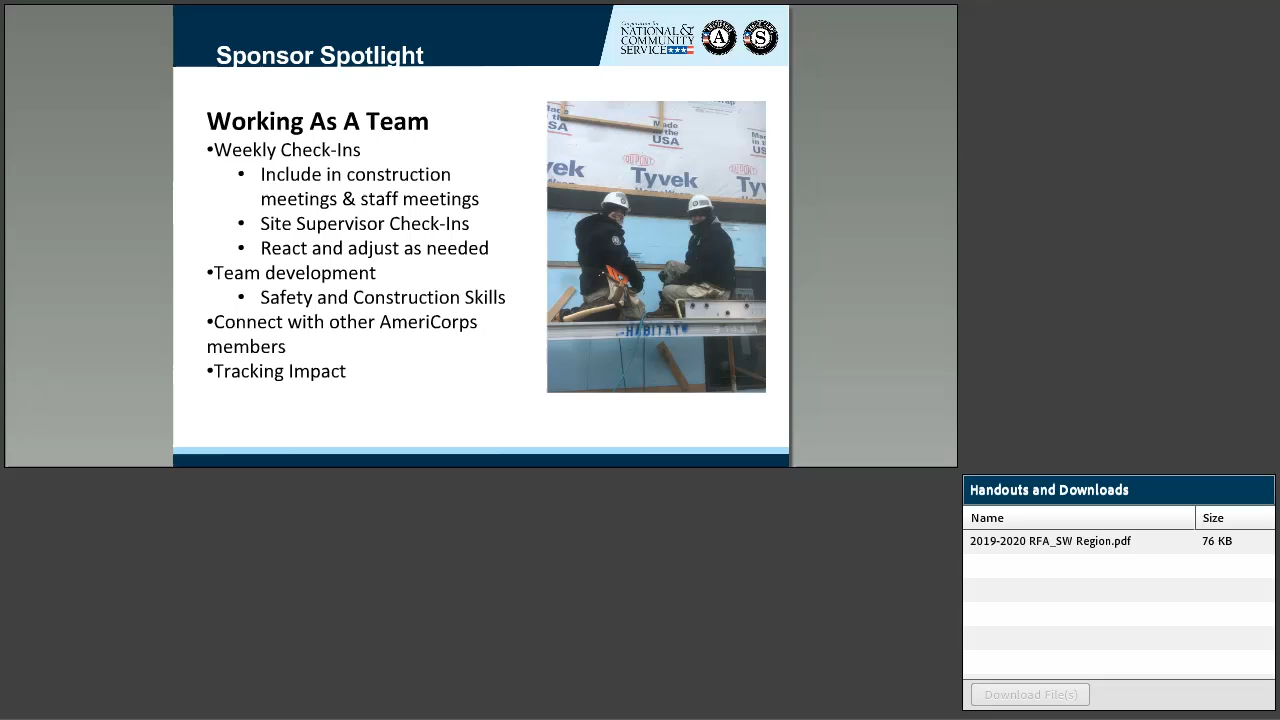 Sponsor Spotlight
NATIONAL &
COMMUNITY
SERVICE
A
S
Working As A Team
•Weekly Check-Ins
• Include in construction
meetings & staff meetings
• Site Supervisor Check-Ins
• React and adjust as needed
•Team development
• Safety and Construction Skills
•Connect with other AmeriCorps
members
•Tracking Impact
Made
in the
USA
Tyvek
HABITAT
Handouts and Downloads
Name Size
2019-2020 RFA_SW Region.pdf 76 KB
Download File(s)